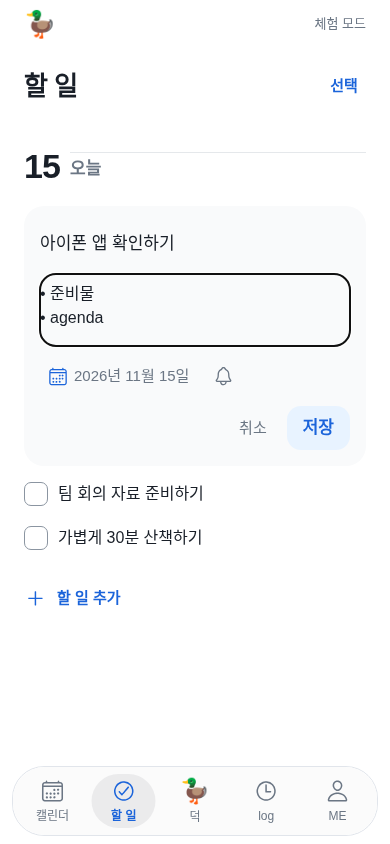 체험 모드
할 일
선택
15 오늘
아이폰 앱 확인하기
• 준비물
• agenda
2026년 11월 15일
취소
저장
팀 회의 자료 준비하기
가볍게 30분 산책하기
할 일 추가
캘린더
할 일
덕
log
ME